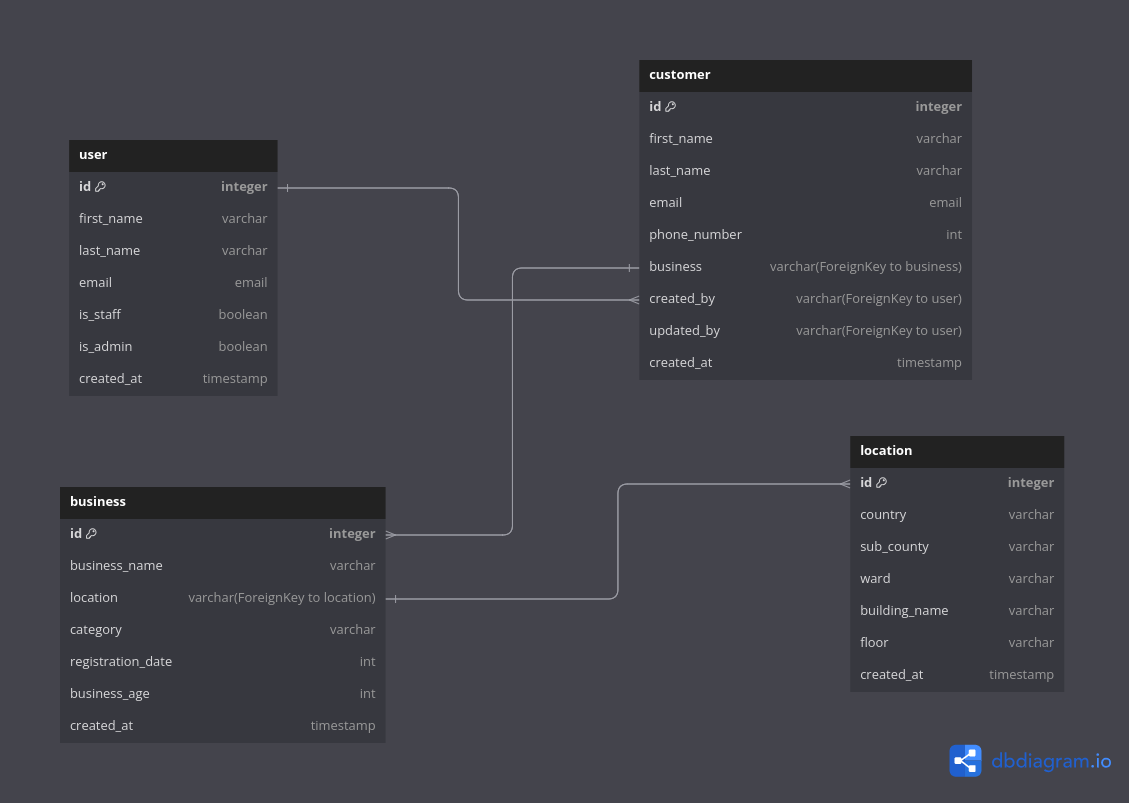 user
id integer
first_name varchar
last_name varchar
email email
is_staff boolean
is_admin boolean
created_at timestamp
customer
id integer
first_name varchar
last_name varchar
email email
phone_number int
business varchar(ForeignKey to business)
created_by varchar(ForeignKey to user)
updated_by varchar(ForeignKey to user)
created_at timestamp
business
id integer
business_name varchar
location varchar(ForeignKey to location)
category varchar
registration_date int
business_age int
created_at timestamp
location
id integer
country varchar
sub_county varchar
ward varchar
building_name varchar
floor varchar
created_at timestamp
dbdiagram.io